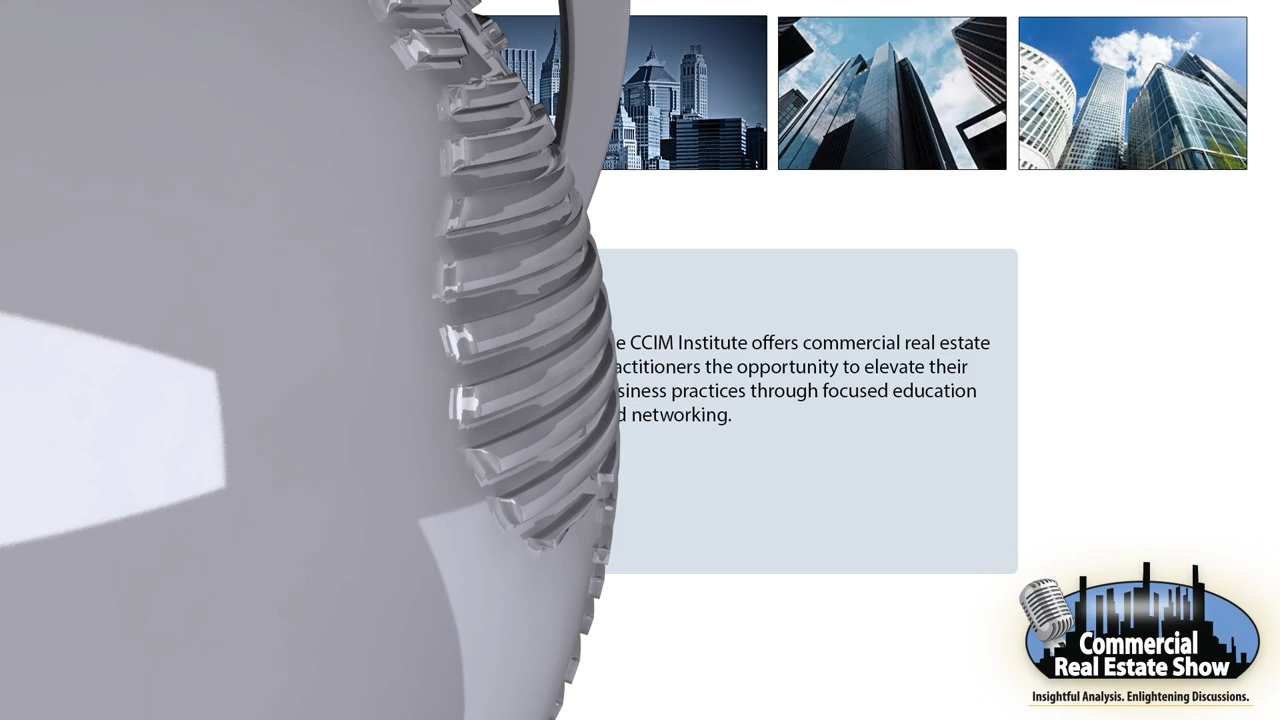 e CCIM Institute offers commercial real estate
actitioners the opportunity to elevate their
siness practices through focused education
d networking.
Commercial
Real Estate Show
Insightful Analysis. Enlightening Discussions.